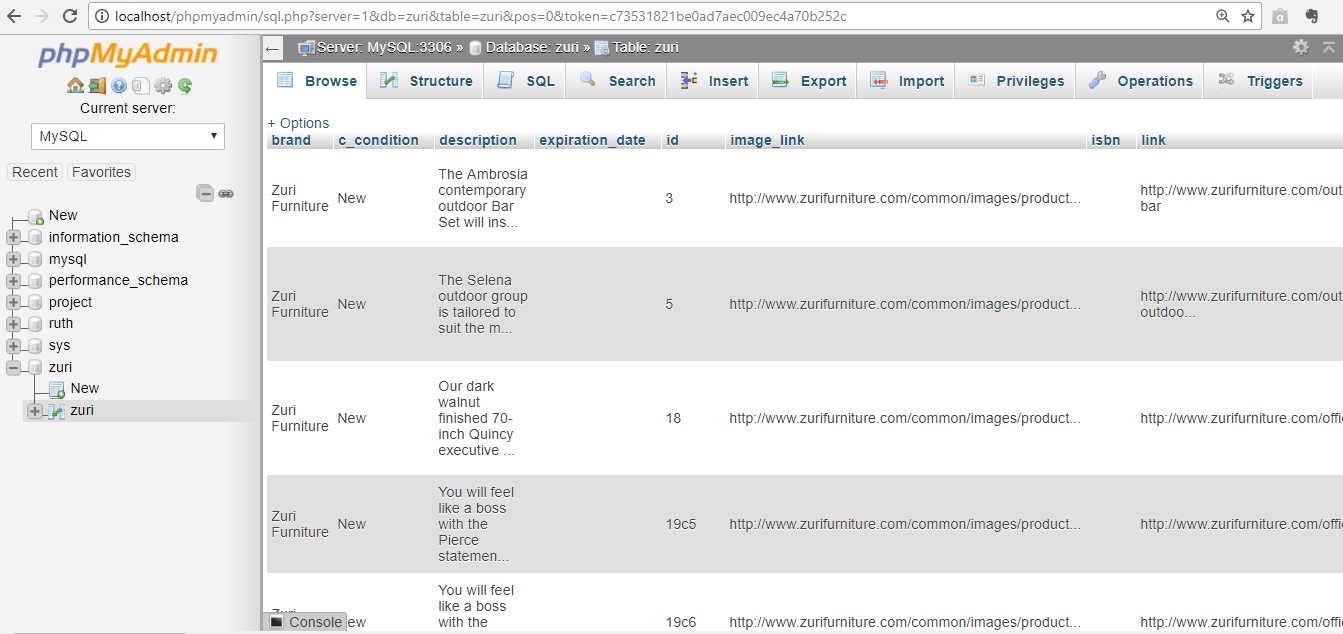 localhost/phpmyadmin/sql.php?server=1&db=zuri&table=zuri&pos=0&token=c73531821be0ad7aec009ec4a70b252c
phpMyAdmin
Current server:
MySQL
Recent Favorites
New
information_schema
mysql
performance_schema
project
ruth
sys
zuri
New
zuri
Server: MySQL:3306 » Database: zuri » Table: zuri
Browse Structure SQL Search Insert Export Import Privileges Operations Triggers
+ Options
brand c_condition description expiration_date id image_link isbn link
Zuri
Furniture
New
The Ambrosia
contemporary
outdoor Bar
Set will ins...
3
http://www.zurifurniture.com/common/images/product...
http://www.zurifurniture.com/out
bar
Zuri
Furniture
New
The Selena
outdoor group
is tailored to
suit the m...
5
http://www.zurifurniture.com/common/images/product...
http://www.zurifurniture.com/out
outdoo...
Zuri
Furniture
New
Our dark
walnut
finished 70-
inch Quincy
executive ...
18
http://www.zurifurniture.com/common/images/product...
http://www.zurifurniture.com/offi
Zuri
Furniture
New
You will feel
like a boss
with the
Pierce
statemen...
19c5
http://www.zurifurniture.com/common/images/product...
http://www.zurifurniture.com/offi
Zuri
ew
You will feel
like a boss
with the
19c6
http://www.zurifurniture.com/common/images/product...
http://www.zurifurniture.com/offi
Console